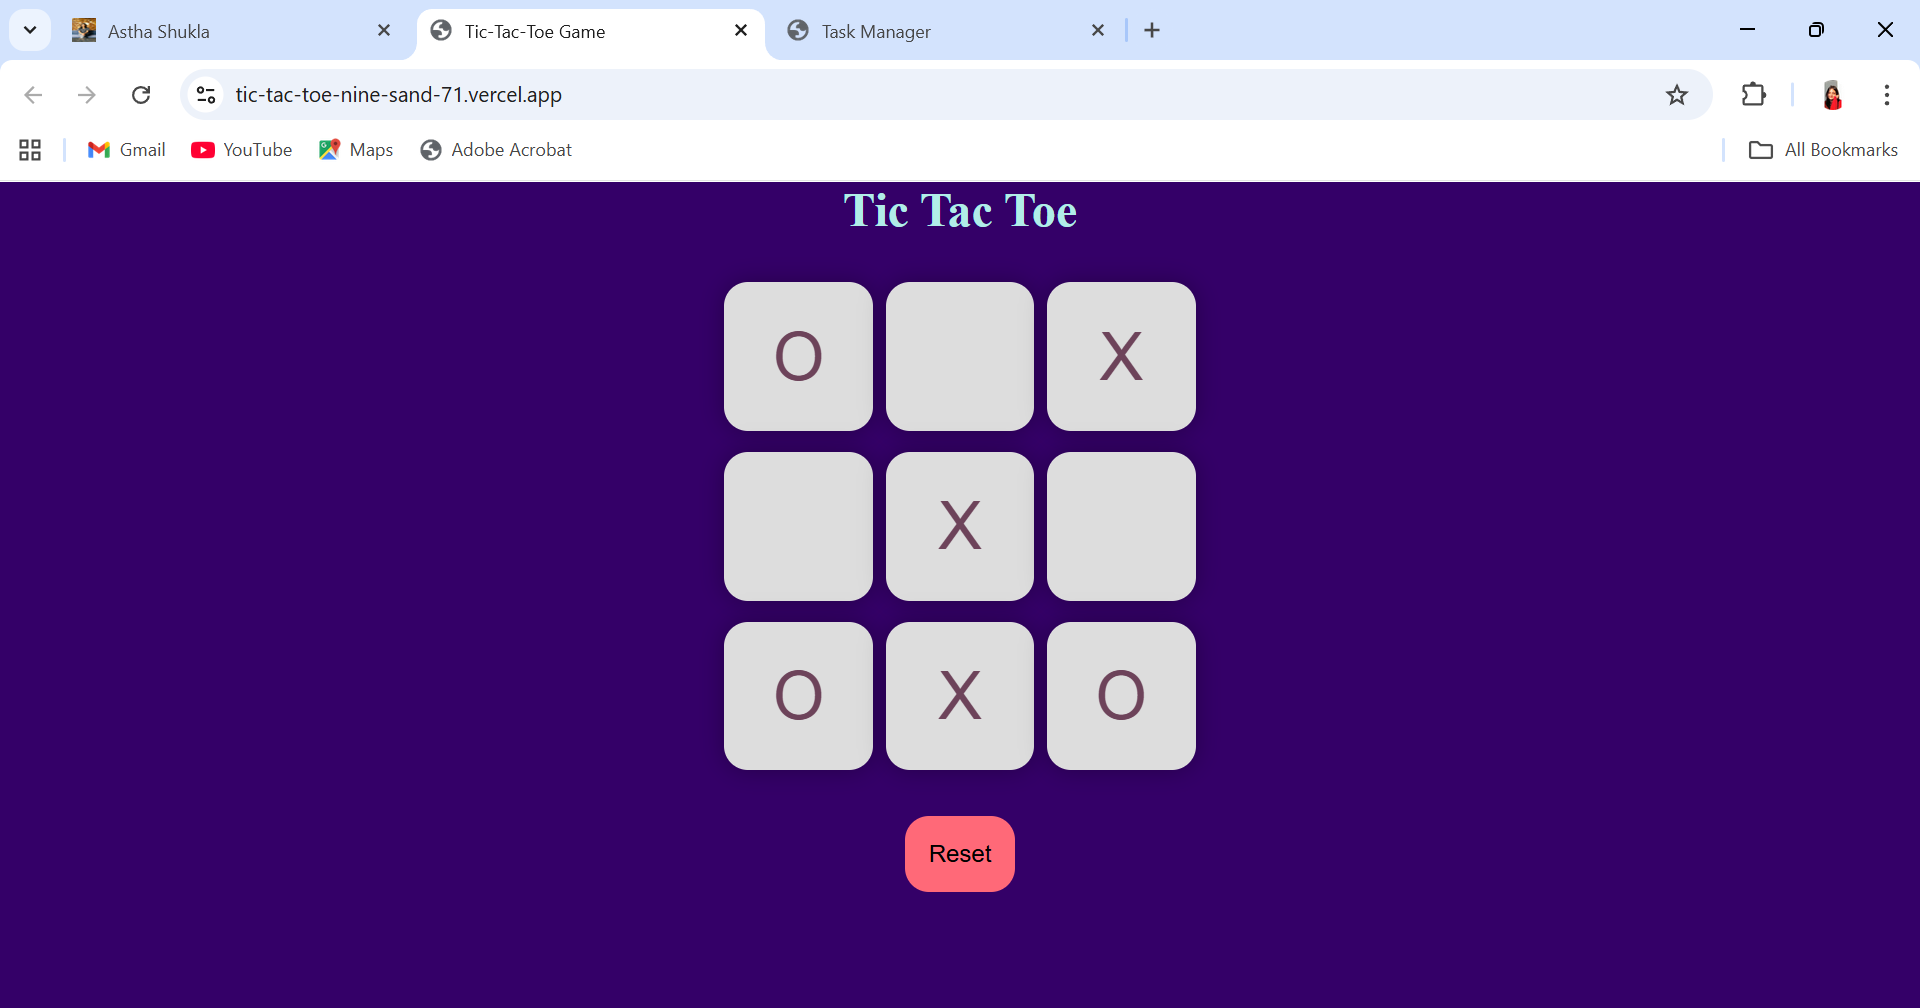 Astha Shukla
Tic-Tac-Toe Game
Task Manager
tic-tac-toe-nine-sand-71.vercel.app
Gmail
YouTube
Maps
Adobe Acrobat
All Bookmarks
Tic Tac Toe
O X
X
O X O
Reset